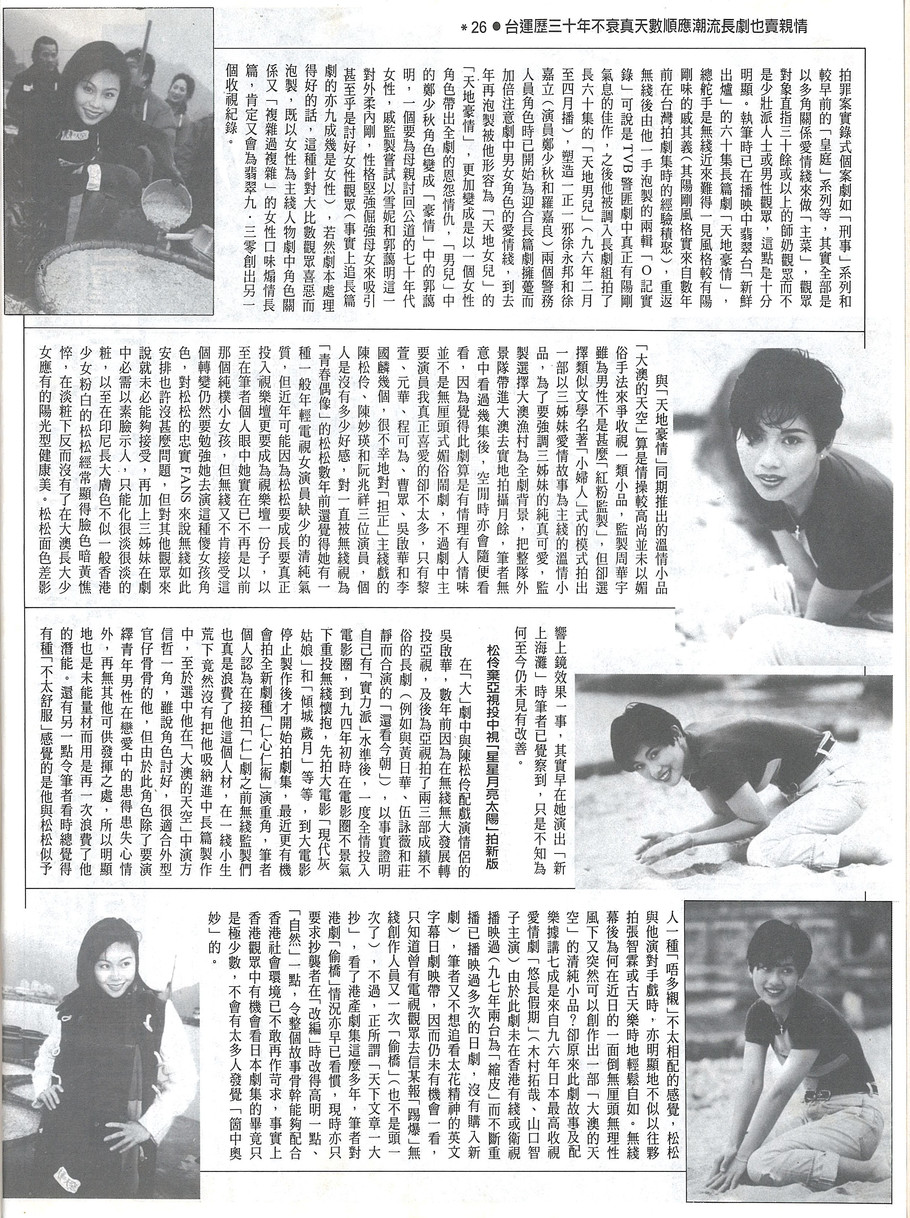 *26●台運歷三十年不衰真天數順應潮流長劇也賣親情
拍罪案實錄式個案劇如「刑事」系列和
較早前的「皇庭」系列等，其實全部是
以多角關係愛情綫來做「主菜」，觀眾
對象直指三十餘或以上的師奶觀眾而不
是少壯派人士或男性觀眾，這點是十分
明顯。執筆時已在播映中翡翠台「新鮮
出爐」的六十集長篇劇「天地豪情」，
總舵手是無綫近來難得一見風格較有陽
剛味的戚其義（其陽剛風格實來自數年
前在台灣拍劇集時的經驗積聚），重返
無綫後由他一手泡製的兩輯「O記實
錄」可說是TVB警匪劇中真正有陽剛
氣息的佳作，之後他被調入長劇組拍了
長六十集的「天地男兒」（九六年二月
至四月播），塑造一正一邪徐永邦和徐
嘉立（演員鄭少秋和羅嘉良）兩個警務
人員角色時已開始為迎合長篇劇擁躉而
加倍注意劇中男女角色的愛情綫，到去
年再泡製被他形容為「天地女兒」的
「天地豪情」，更加變成是以一個女性
角色帶出全劇的恩怨情仇，「男兒」中
的鄭少秋角色變成「豪情」中的郭藹
明，一個要為母親討回公道的七十年代
女性，戚監製嘗試以雪妮和郭藹明這一
對外柔內剛，性格堅強倔強母女來吸引
甚至乎是討好女性觀眾（事實上追長篇
劇的亦九成幾是女性），若然劇本處理
得好的話，這種針對大比數觀眾喜惡而
泡製，既以女性為主綫人物劇中角色關
係又「複雜過複雜」的女性口味煽情長
篇，肯定又會為翡翠九．三零創出另一
個收視紀錄。
與「天地豪情」同期推出的溫情小品
「大澳的天空」算是情操較高尚並未以媚
俗手法來爭收視一類小品，監製周華宇
雖為男性不是甚麼「紅粉監製」，但卻選
擇類似文學名著「小婦人」式的模式拍出
一部以三姊妹愛情故事為主綫的溫情小
品，為了要強調三姊妹的純真可愛，監
製選擇大澳漁村為全劇背景，把整隊外
景隊帶進大澳去實地拍攝月餘，筆者無
意中看過幾集後，空閒時亦會隨便看
看，因為覺得此劇算是有情理有人情味
並不是無厘頭式媚俗鬧劇，不過劇中主
要演員我真正喜愛的卻不太多，只有黎
萱、元華、程可為、曹眾、吳啟華和李
國麟幾個，很不幸地對「担正」主綫戲的
陳松伶、陳妙瑛和阮兆祥三位演員，個
人是沒有多少好感，對一直被無綫視為
「青春偶像」的松松數年前還覺得她有一
種一般年輕電視女演員缺少的清純氣
質，但近年可能因為松松要成長要真正
投入視樂壇更要成為視樂壇一份子，以
至在筆者個人眼中她實在已不再是以前
那個純樸小女孩，但無綫又不肯接受這
個轉變仍然要勉強她去演這種傻女孩角
色，對松松的忠實FANS來說無綫如此
安排也許沒甚麼問題，但對其他觀眾來
說就未必能夠接受，再加上三姊妹在劇
中必需以素臉示人，只能化很淡很淡的
粧，以至在印尼長大膚色不似一般香港
少女粉白的松松經常顯得臉色暗黃憔
悴，在淡粧下反而沒有了在大澳長大少
女應有的陽光型健康美。松松面色差影
響上鏡效果一事，其實早在她演出「新
上海灘」時筆者已覺察到，只是不知為
何至今仍未見有改善。
松伶棄亞視投中視「星星月亮太陽」拍新版
在「大」劇中與陳松伶配戲演情侶的
吳啟華，數年前因為在無綫無大發展轉
投亞視，及後為亞視拍了兩三部成績不
俗的長劇（例如與黃日華、伍詠薇和莊
靜而合演的「還看今朝」），以事實證明
自己有「實力派」水準後，一度全情投入
電影圈，到九四年初時在電影圈不景氣
下重投無綫懷抱，先拍大電影「現代灰
姑娘」和「傾城歲月」等等，到大電影
停止製作後才開始拍劇集，最近更有機
會拍全新劇種「仁心仁術」演重角，筆者
個人認為在接拍「仁」劇之前無綫監製們
也真是浪費了他這個人材，在一綫小生
荒下竟然沒有把他吸納進中長篇製作
中，至於選中他在「大澳的天空」中演方
信哲一角，雖說角色討好，很適合外型
官仔骨骨的他，但由於此角色除了要演
繹青年男性在戀愛中的患得患失心情
外，再無其他可供發揮之處，所以明顯
地也是未能量材而用是再一次浪費了他
的潛能。還有另一點令筆者看時總覺得
有種「不太舒服」感覺的是他與松松似予
人一種「唔多襯」不太相配的感覺，松松
與他演對手戲時，亦明顯地不似以往夥
拍張智霖或古天樂時地輕鬆自如。無綫
幕後為何在近日的一面倒無厘頭無理性
風下又突然可以創作出一部「大澳的天
空」的清純小品？卻原來此劇故事及配
樂據講七成是來自九六年日本最高收視
愛情劇「悠長假期」（木村拓哉、山口智
子主演）由於此劇未在香港有綫或衛視
播映過（九七年兩台為「縮皮」而不斷重
播已播映過多次的日劇，沒有購入新
劇），筆者又不想追看太花精神的英文
字幕日劇映帶，因而仍未有機會一看，
只知道曾有電視觀眾去信某報「踢爆」無
綫創作人員又一次「偷橋」（也不是頭一
次了），不過，正所謂「天下文章一大
抄」，看了港產劇集這麼多年，筆者對
港劇「偷橋」情況亦早已看慣，現時亦只
要求抄襲者在「改編」時改得高明一點、
「自然」一點，令整個故事骨幹能夠配合
香港社會環境已不敢再作苛求，事實上
香港觀眾中有機會看日本劇集的畢竟只
是極少數，不會有太多人發覺「箇中奧
妙」的。